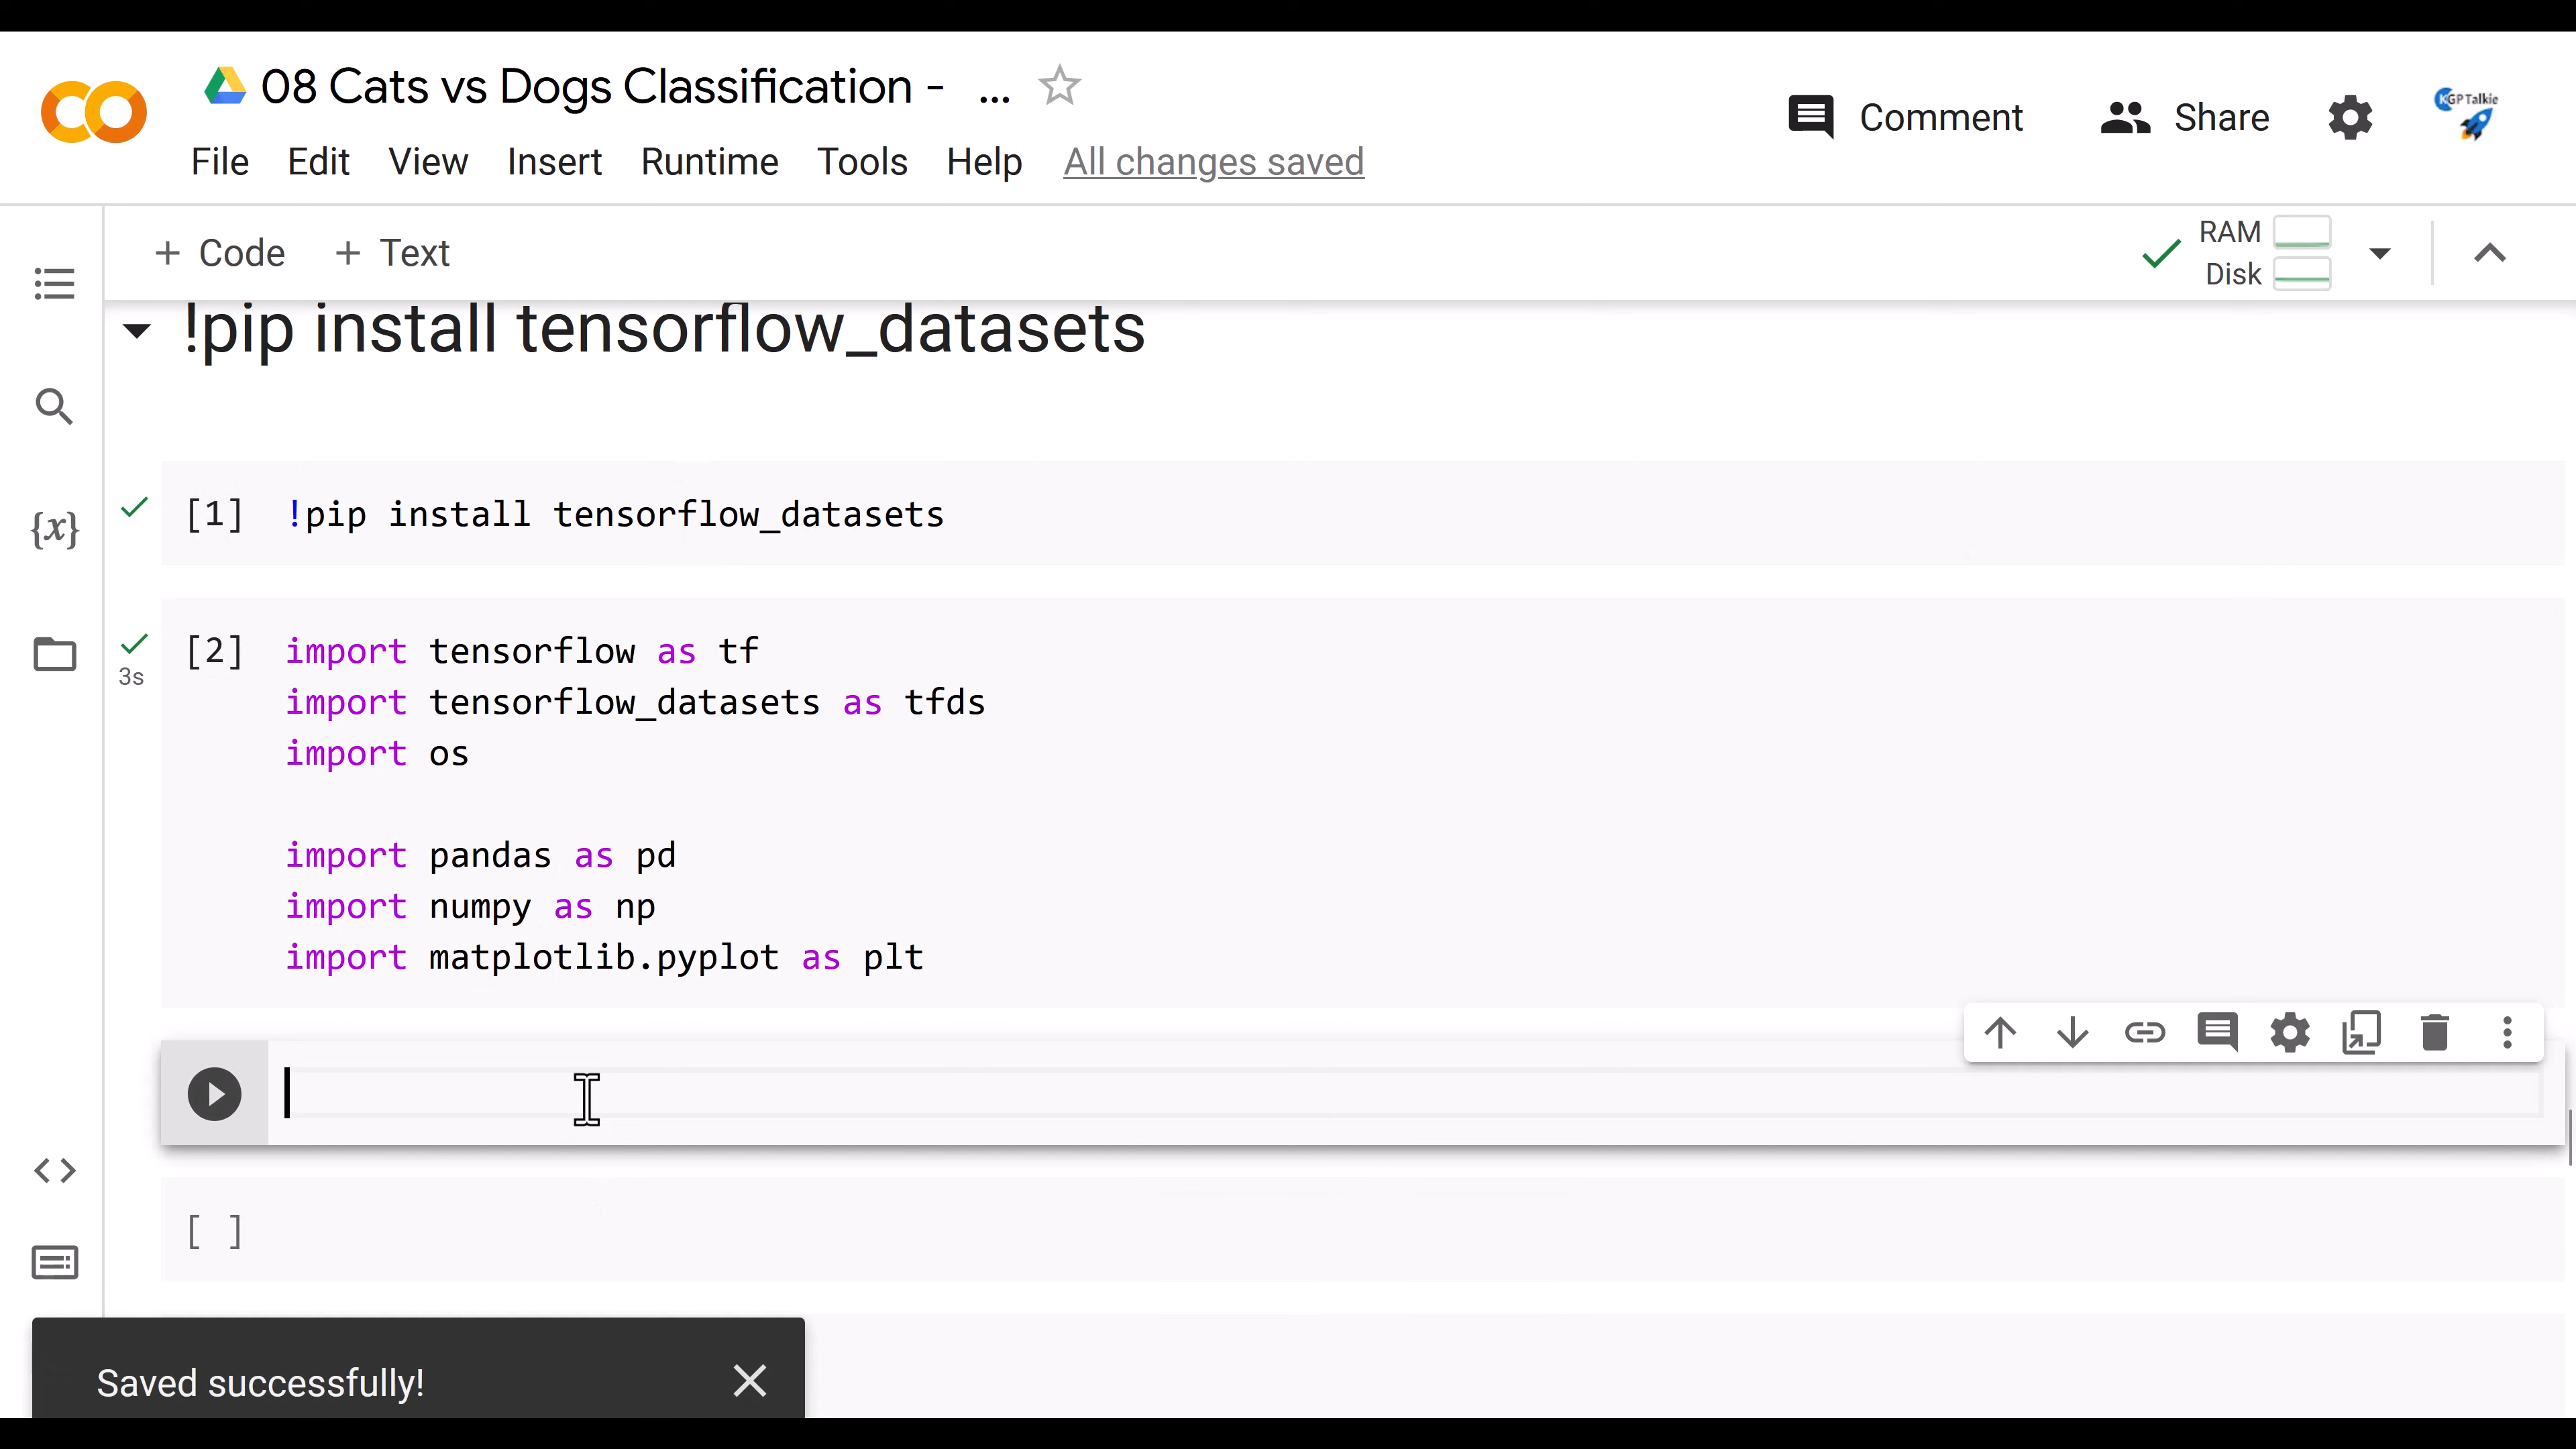 08 Cats vs Dogs Classification - ...
Comment
Share
KGP Talkie
File Edit View Insert Runtime Tools Help All changes saved
+ Code + Text
RAM
Disk
!pip install tensorflow_datasets
[1] !pip install tensorflow_datasets
{x}
[2] import tensorflow as tf
3s
import tensorflow_datasets as tfds
import os
import pandas as pd
import numpy as np
import matplotlib.pyplot as plt
[ ]
Saved successfully!